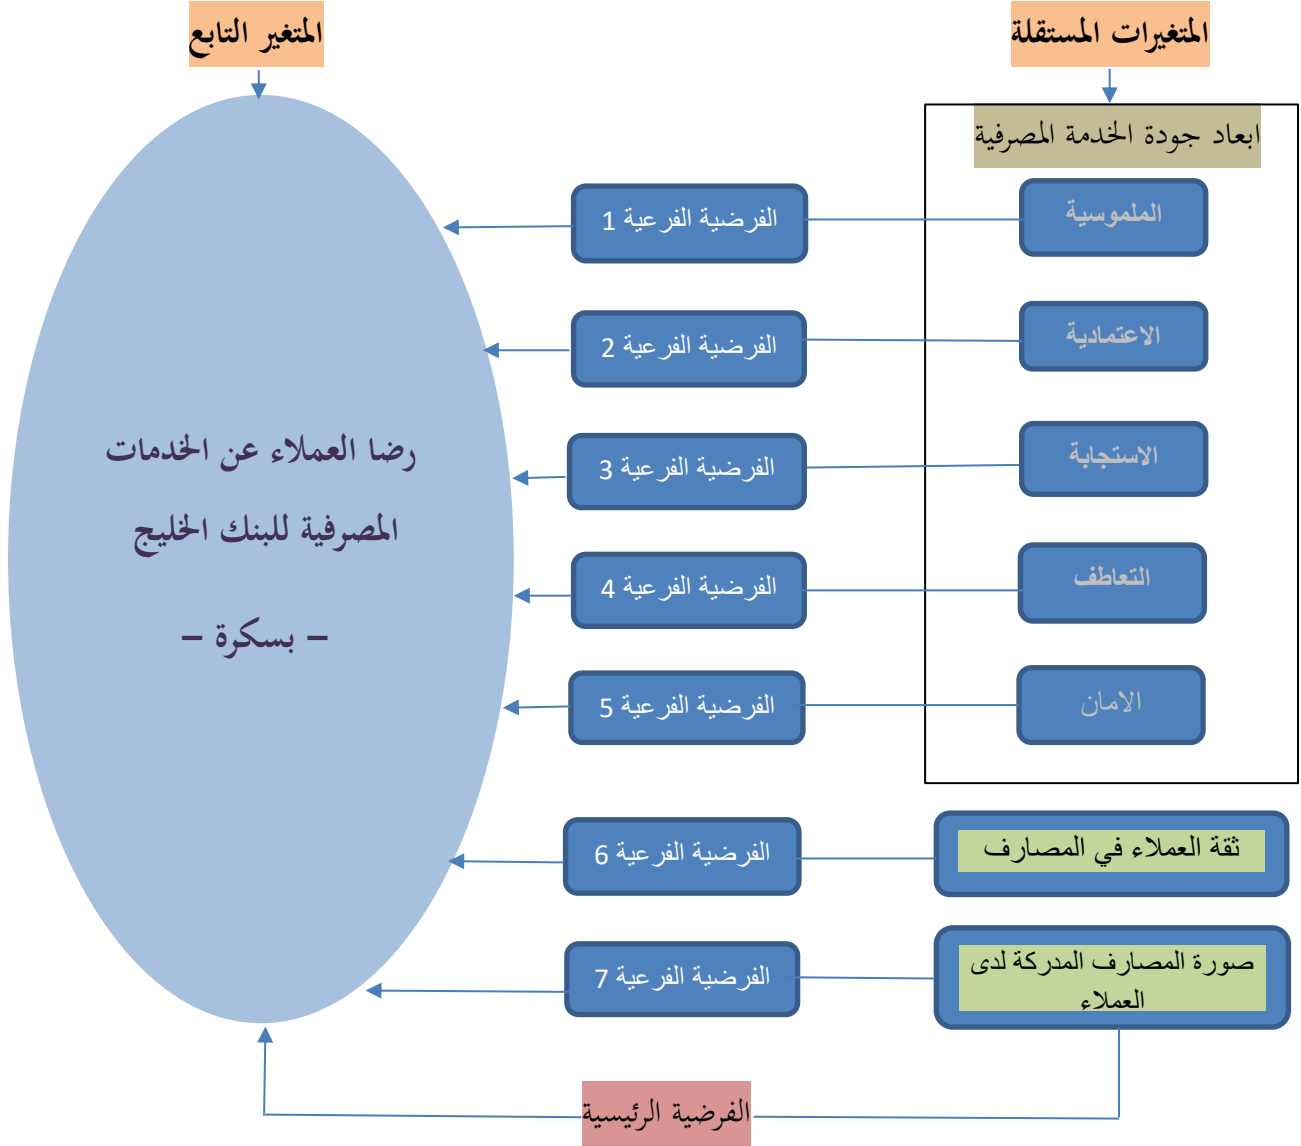 المتغيرات المستقلة
المتغير التابع
ابعاد جودة الخدمة المصرفية
الملموسية
الفرضية الفرعية 1
الاعتمادية
الفرضية الفرعية 2
الاستجابة
الفرضية الفرعية 3
التعاطف
الفرضية الفرعية 4
الامان
الفرضية الفرعية 5
رضا العملاء عن الخدمات
المصرفية للبنك الخليج
– بسكرة –
ثقة العملاء في المصارف
الفرضية الفرعية 6
صورة المصارف المدركة لدى
العملاء
الفرضية الفرعية 7
الفرضية الرئيسية